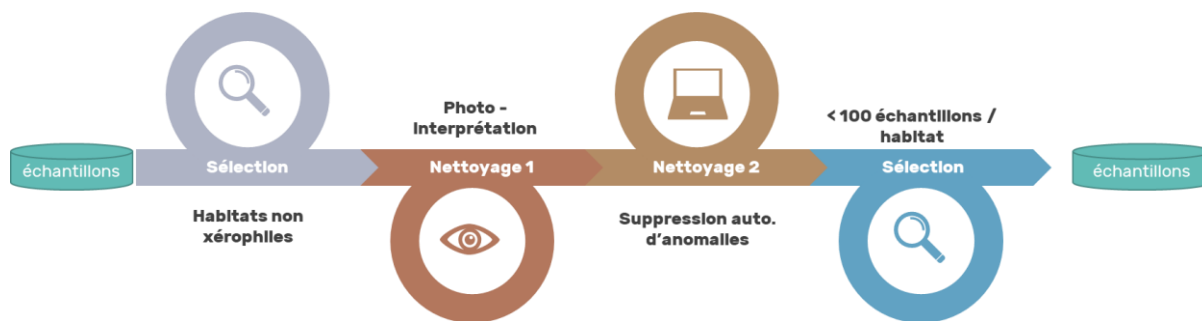 échantillons
Sélection
Habitats non
xérophiles
Photo -
Interprétation
Nettoyage 1
Nettoyage 2
Suppression auto.
d'anomalies
< 100 échantillons /
habitat
Sélection
échantillons